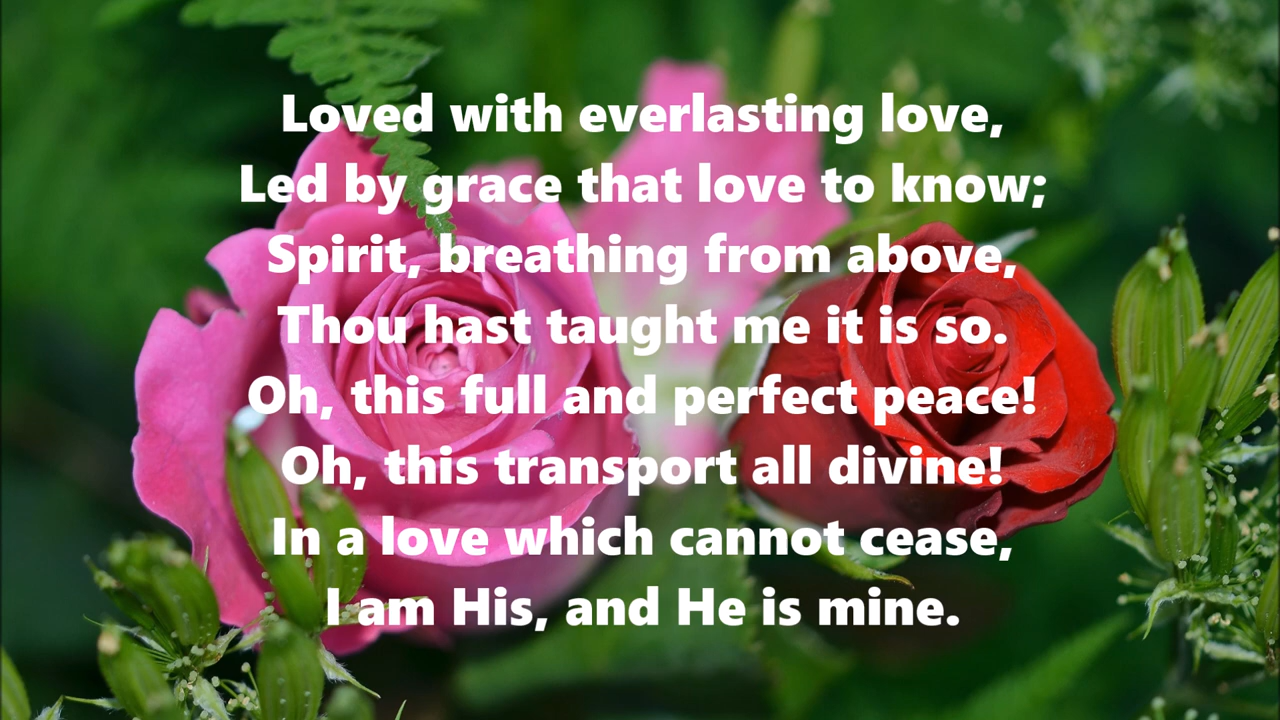 Loved with everlasting love,
Led by grace that love to know;
Spirit, breathing from above,
Thou hast taught me it is so.
Oh, this full and perfect peace!
Oh, this transport all divine!
In a love which cannot cease,
I am His, and He is mine.